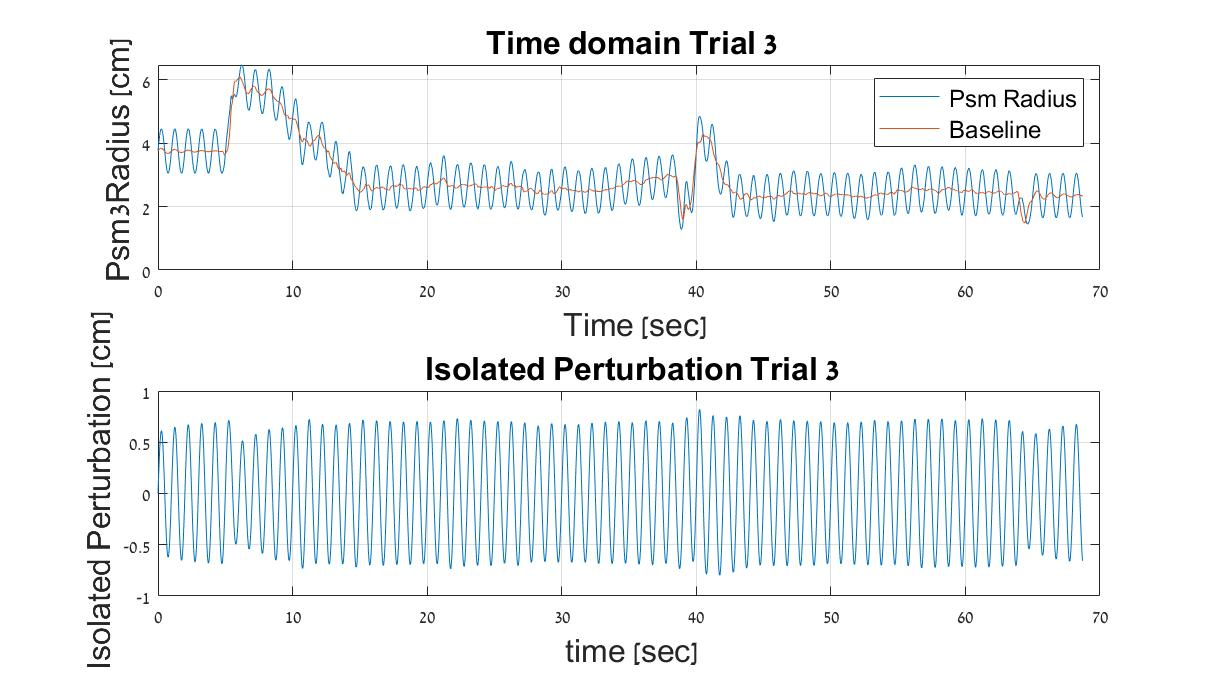 Time domain Trial 3
Psm3Radius [cm]
6
4
2
0
Psm Radius
Baseline
0 10 20 30 40 50 60 70
Time [sec]
Isolated Perturbation Trial 3
Isolated Perturbation [cm]
1
0.5
0
-0.5
-1
0 10 20 30 40 50 60 70
time [sec]